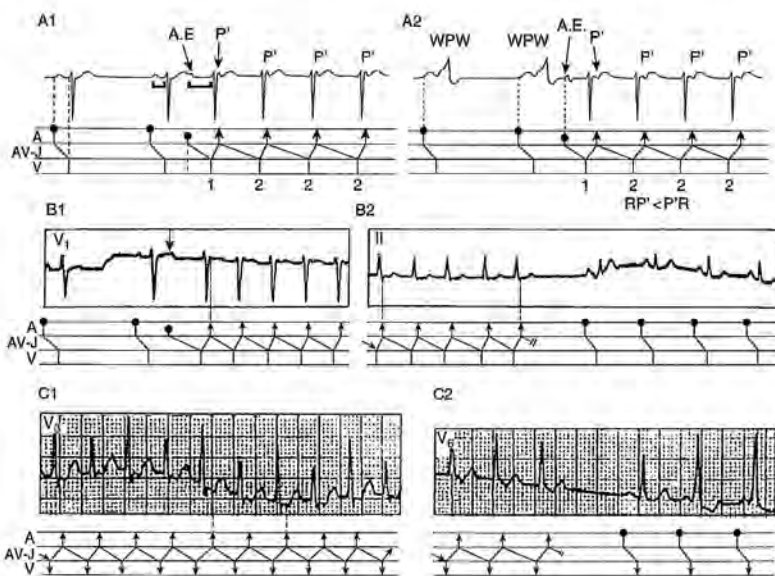 A1
A.E P'
P' P' P'
A
AV-J
V
1 2 2 2
A2
WPW WPW A.E. P'
P' P' P'
1 2 2 2
RP' < P'R
B1
V1
A
AV-J
V
B2
II
C1
A
AV-J
V
C2
V6